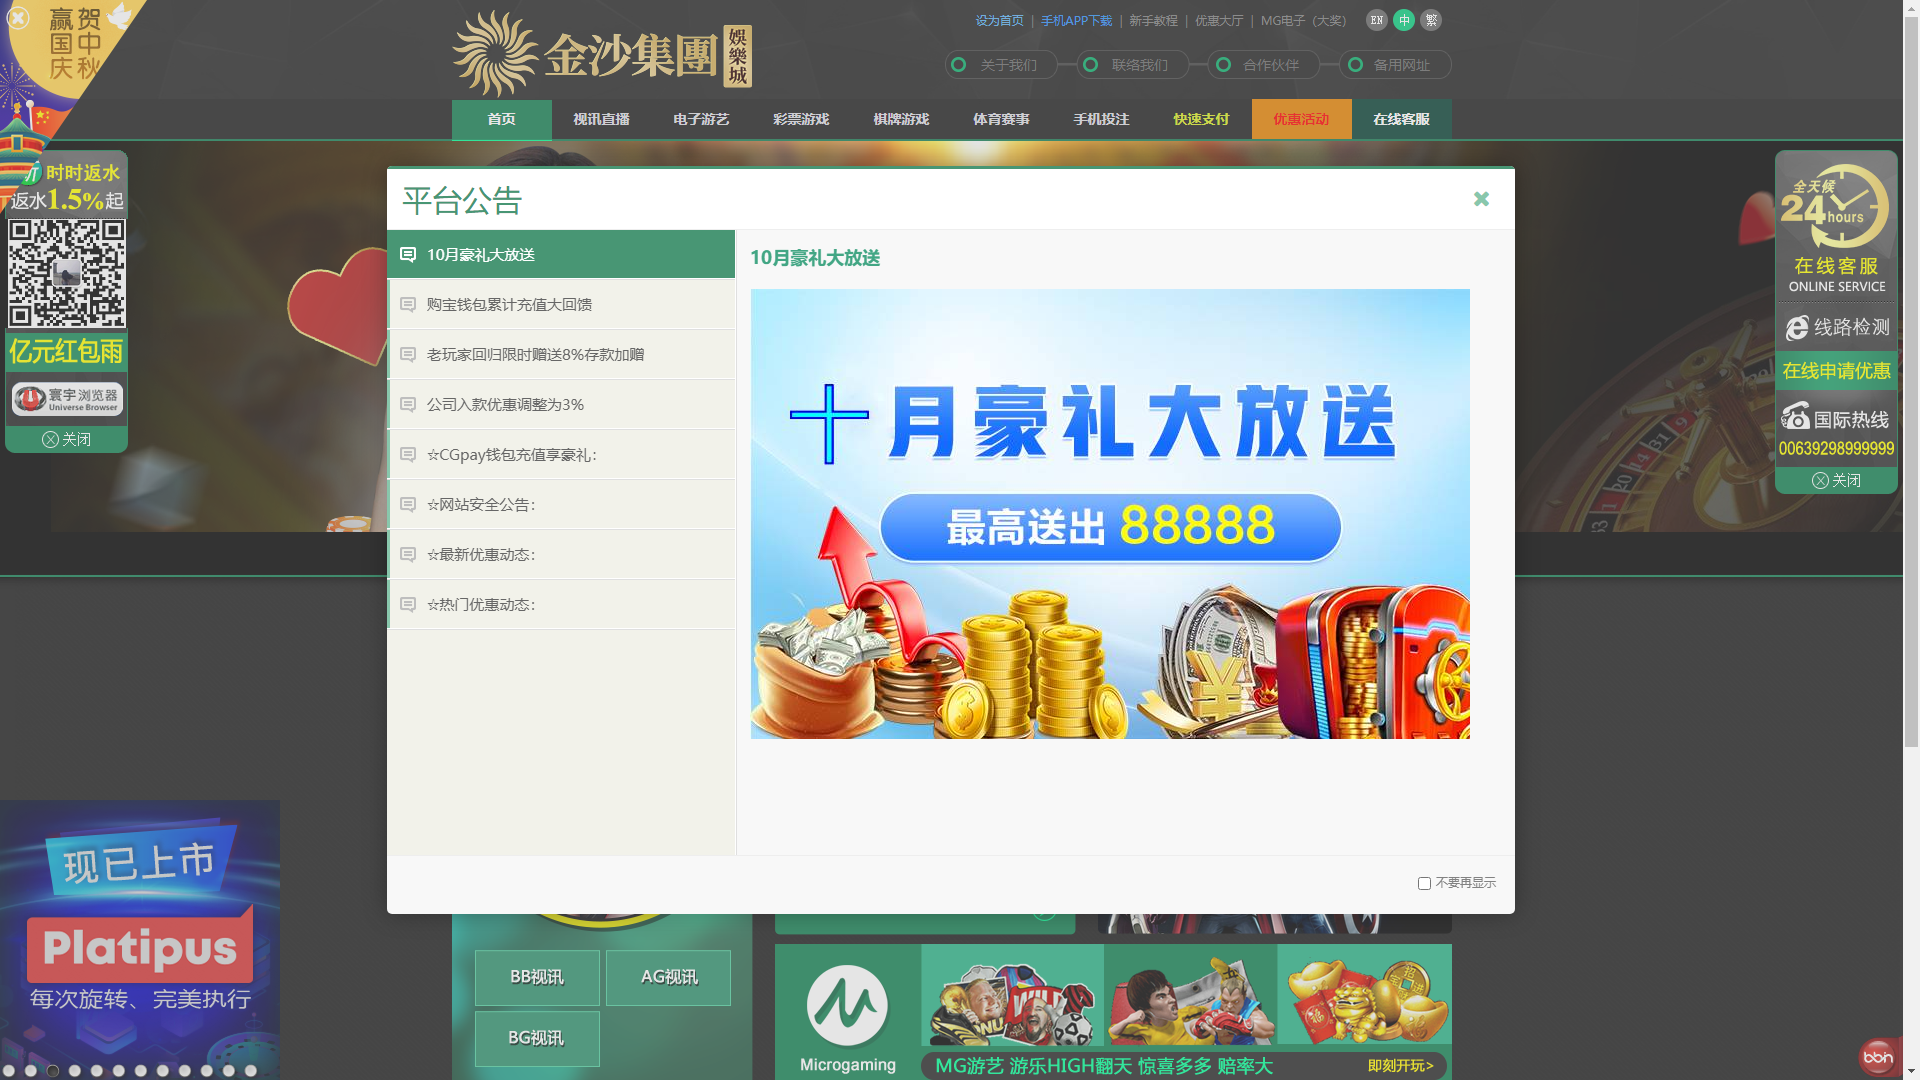 贺中秋
赢国庆
金沙集團
娛樂城
设为首页 | 手机APP下载 | 新手教程 | 优惠大厅 | MG电子（大奖）
EN 中 繁
关于我们 联络我们 合作伙伴 备用网址
首页 视讯直播 电子游艺 彩票游戏 棋牌游戏 体育赛事 手机投注 快速支付 优惠活动 在线客服
时时返水
返水1.5%起
亿元红包雨
寰宇浏览器
Universe Browser
关闭
平台公告
10月豪礼大放送
购宝钱包累计充值大回馈
老玩家回归限时赠送8%存款加赠
公司入款优惠调整为3%
☆CGpay钱包充值享豪礼：
☆网站安全公告：
☆最新优惠动态：
☆热门优惠动态：
10月豪礼大放送
十月豪礼大放送
最高送出 88888
不要再显示
全天候
24hours
在线客服
ONLINE SERVICE
线路检测
在线申请优惠
国际热线
00639298999999
关闭
现已上市
Platipus
每次旋转、完美执行
BB视讯
AG视讯
BG视讯
Microgaming
MG游艺 游乐HIGH翻天 惊喜多多 赔率大
即刻开玩>
bbn